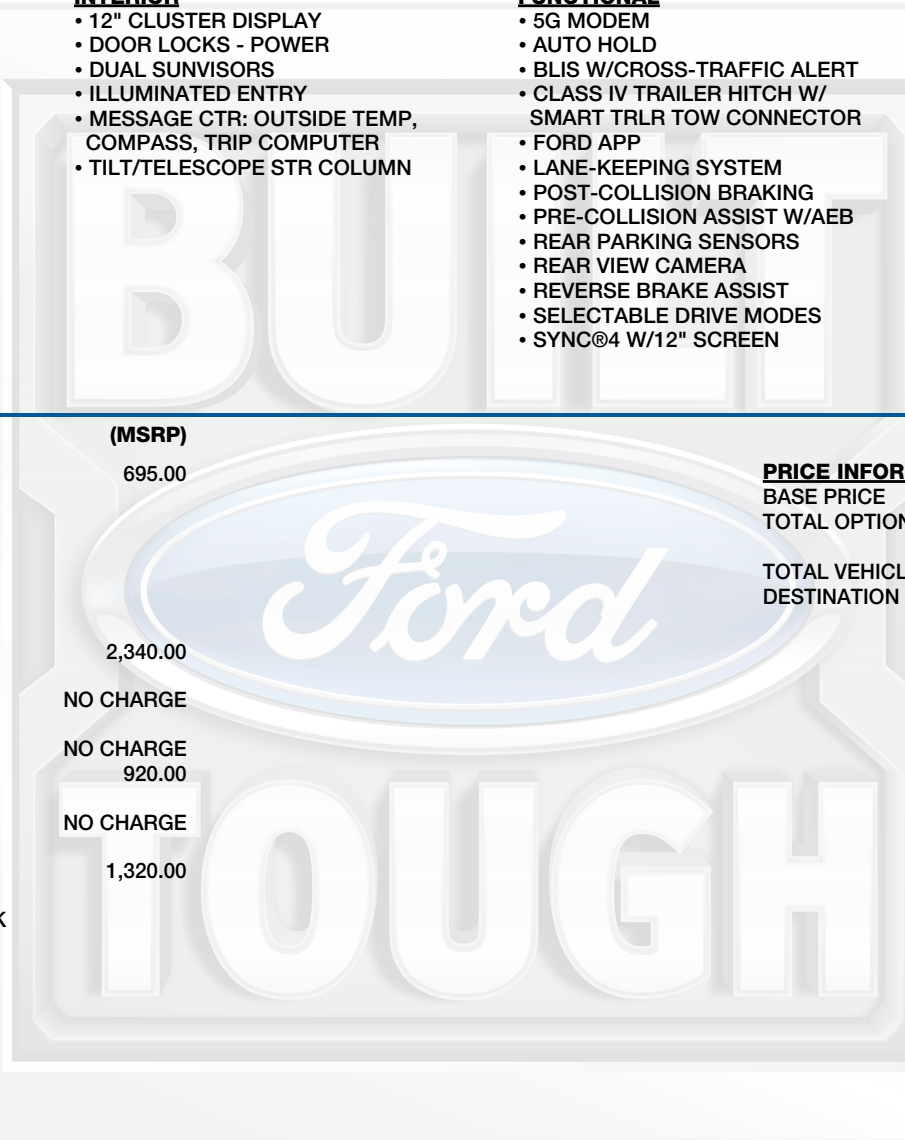 INTERIOR
• 12" CLUSTER DISPLAY
• DOOR LOCKS - POWER
• DUAL SUNVISORS
• ILLUMINATED ENTRY
• MESSAGE CTR: OUTSIDE TEMP,
COMPASS, TRIP COMPUTER
• TILT/TELESCOPE STR COLUMN
FUNCTIONAL
• 5G MODEM
• AUTO HOLD
• BLIS W/CROSS-TRAFFIC ALERT
• CLASS IV TRAILER HITCH W/
SMART TRLR TOW CONNECTOR
• FORD APP
• LANE-KEEPING SYSTEM
• POST-COLLISION BRAKING
• PRE-COLLISION ASSIST W/AEB
• REAR PARKING SENSORS
• REAR VIEW CAMERA
• REVERSE BRAKE ASSIST
• SELECTABLE DRIVE MODES
• SYNC®4 W/12" SCREEN
BUILT
Ford
TOUGH
(MSRP)
695.00
2,340.00
NO CHARGE
NO CHARGE
920.00
NO CHARGE
1,320.00
K
PRICE INFOR
BASE PRICE
TOTAL OPTION
TOTAL VEHICL
DESTINATION